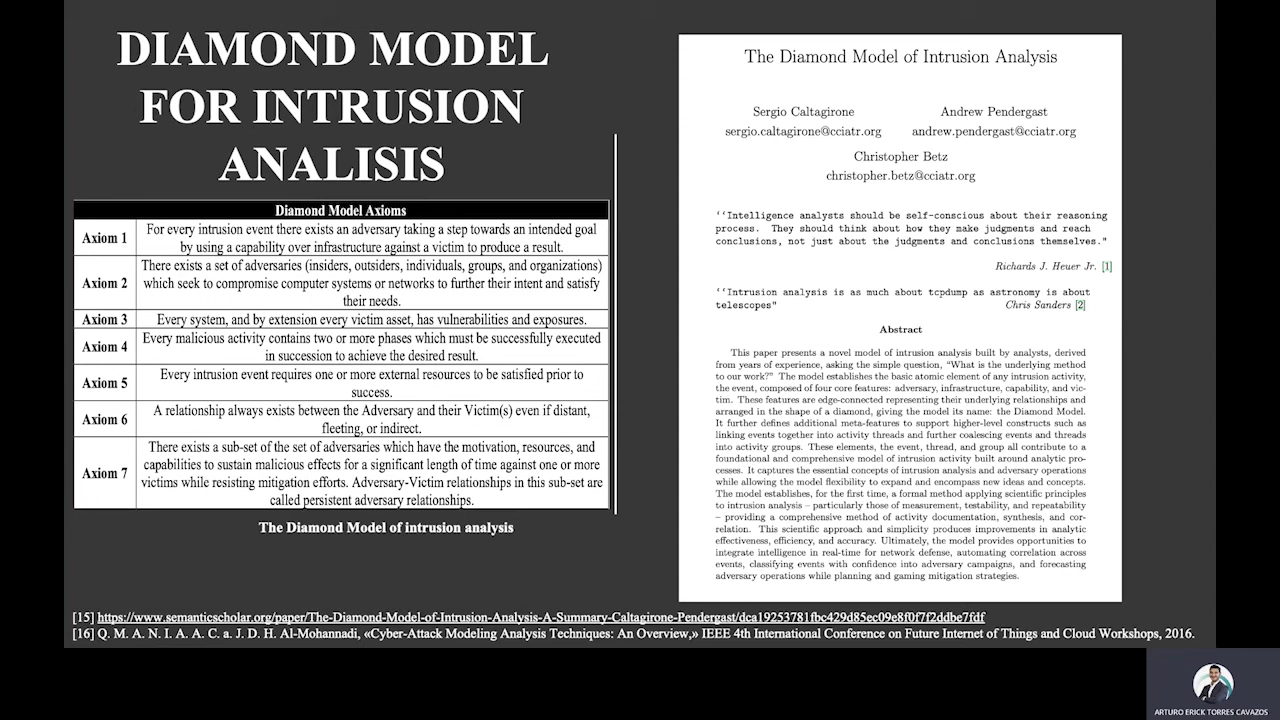 DIAMOND MODEL
FOR INTRUSION
ANALISIS
Diamond Model Axioms
Axiom 1
For every intrusion event there exists an adversary taking a step towards an intended goal
by using a capability over infrastructure against a victim to produce a result.
Axiom 2
There exists a set of adversaries (insiders, outsiders, individuals, groups, and organizations)
which seek to compromise computer systems or networks to further their intent and satisfy
their needs.
Axiom 3
Every system, and by extension every victim asset, has vulnerabilities and exposures.
Axiom 4
Every malicious activity contains two or more phases which must be successfully executed
in succession to achieve the desired result.
Axiom 5
Every intrusion event requires one or more external resources to be satisfied prior to
success.
Axiom 6
A relationship always exists between the Adversary and their Victim(s) even if distant,
fleeting, or indirect.
Axiom 7
There exists a sub-set of the set of adversaries which have the motivation, resources, and
capabilities to sustain malicious effects for a significant length of time against one or more
victims while resisting mitigation efforts. Adversary-Victim relationships in this sub-set are
called persistent adversary relationships.
The Diamond Model of intrusion analysis
The Diamond Model of Intrusion Analysis
Sergio Caltagirone
sergio.caltagirone@cciatr.org
Andrew Pendergast
andrew.pendergast@cciatr.org
Christopher Betz
christopher.betz@cciatr.org
‘‘Intelligence analysts should be self-conscious about their reasoning
process. They should think about how they make judgments and reach
conclusions, not just about the judgments and conclusions themselves."
Richards J. Heuer Jr. [1]
‘‘Intrusion analysis is as much about tcpdump as astronomy is about
telescopes"
Chris Sanders [2]
Abstract
This paper presents a novel model of intrusion analysis built by analysts, derived
from years of experience, asking the simple question, “What is the underlying method
to our work?” The model establishes the basic atomic element of any intrusion activity,
the event, composed of four core features: adversary, infrastructure, capability, and vic-
tim. These features are edge-connected representing their underlying relationships and
arranged in the shape of a diamond, giving the model its name: the Diamond Model.
It further defines additional meta-features to support higher-level constructs such as
linking events together into activity threads and further coalescing events and threads
into activity groups. These elements, the event, thread, and group all contribute to a
foundational and comprehensive model of intrusion activity built around analytic pro-
cesses. It captures the essential concepts of intrusion analysis and adversary operations
while allowing the model flexibility to expand and encompass new ideas and concepts.
The model establishes, for the first time, a formal method applying scientific principles
to intrusion analysis – particularly those of measurement, testability, and repeatability
– providing a comprehensive method of activity documentation, synthesis, and cor-
relation. This scientific approach and simplicity produces improvements in analytic
effectiveness, efficiency, and accuracy. Ultimately, the model provides opportunities to
integrate intelligence in real-time for network defense, automating correlation across
events, classifying events with confidence into adversary campaigns, and forecasting
adversary operations while planning and gaming mitigation strategies.
[15] https://www.semanticscholar.org/paper/The-Diamond-Model-of-Intrusion-Analysis-A-Summary-Caltagirone-Pendergast/dca19253781fbc429d85ec09e8f0f7f2ddbe7fdf
[16] Q. M. A. N. I. A. A. C. a. J. D. H. Al-Mohannadi, «Cyber-Attack Modeling Analysis Techniques: An Overview,» IEEE 4th International Conference on Future Internet of Things and Cloud Workshops, 2016.
ARTURO ERICK TORRES CAVAZOS